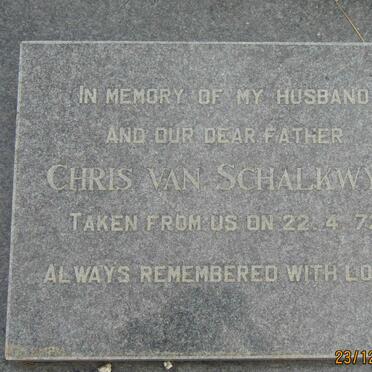 IN MEMORY OF MY HUSBAND
AND OUR DEAR FATHER
CHRIS VAN SCHALKWY
TAKEN FROM US ON 22.4.7
ALWAYS REMEMBERED WITH LO
23/12